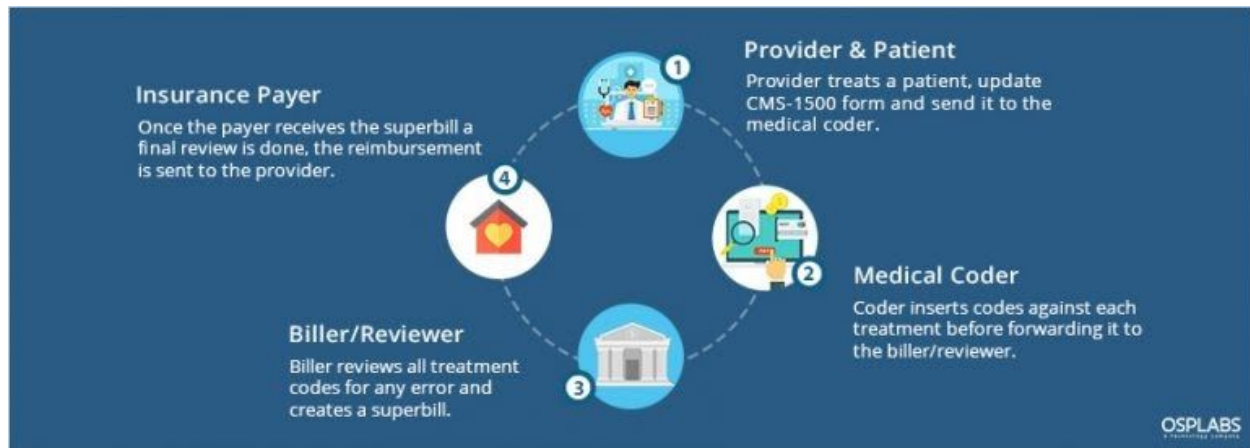 1
Provider & Patient
Provider treats a patient, update
CMS-1500 form and send it to the
medical coder.
2
Medical Coder
Coder inserts codes against each
treatment before forwarding it to
the biller/reviewer.
3
Biller/Reviewer
Biller reviews all treatment
codes for any error and
creates a superbill.
4
Insurance Payer
Once the payer receives the superbill a
final review is done, the reimbursement
is sent to the provider.
OSPLABS
A TECHNOLOGY COMPANY